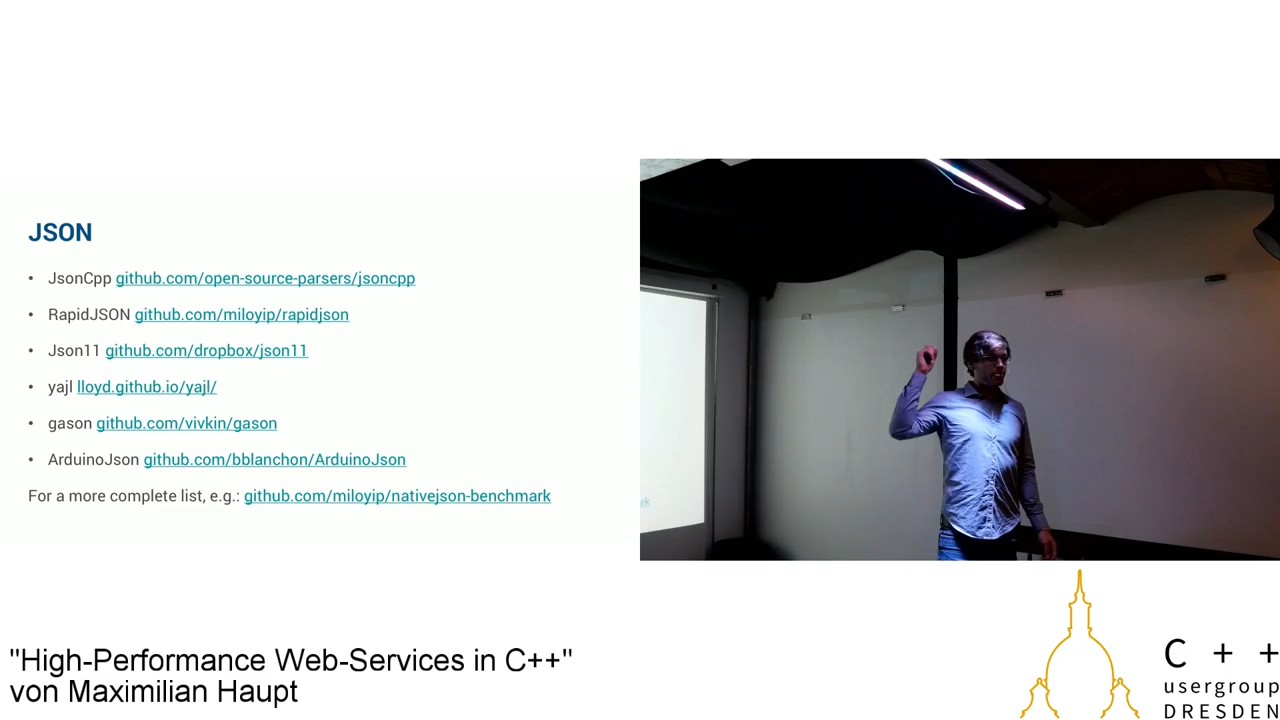 JSON
• JsonCpp github.com/open-source-parsers/jsoncpp
• RapidJSON github.com/miloyip/rapidjson
• Json11 github.com/dropbox/json11
• yajl lloyd.github.io/yajl/
• gason github.com/vivkin/gason
• ArduinoJson github.com/bblanchon/ArduinoJson
For a more complete list, e.g.: github.com/miloyip/nativejson-benchmark
rk
"High-Performance Web-Services in C++"
von Maximilian Haupt
C + +
usergroup
DRESDEN